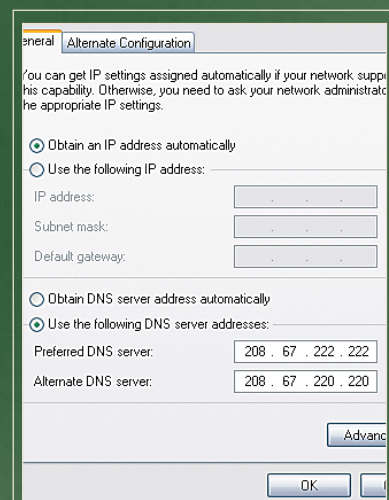 eneral Alternate Configuration
You can get IP settings assigned automatically if your network supp
his capability. Otherwise, you need to ask your network administrato
he appropriate IP settings.
Obtain an IP address automatically
Use the following IP address:
IP address:
Subnet mask:
Default gateway:
Obtain DNS server address automatically
Use the following DNS server addresses:
Preferred DNS server: 208 . 67 . 222 . 222
Alternate DNS server: 208 . 67 . 220 . 220
Advanc
OK